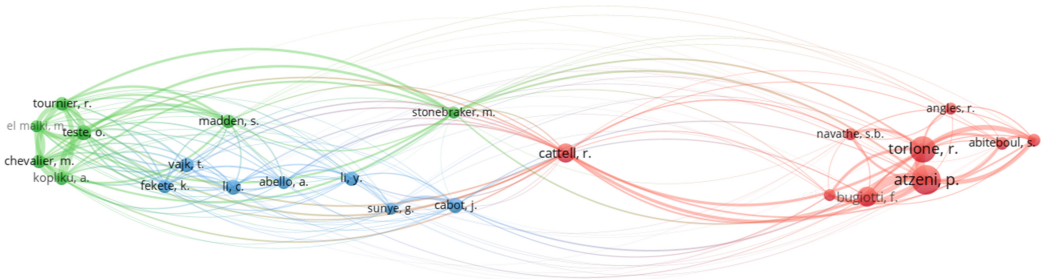 tournier, r.
el malki, m.
teste, o.
chevalier, m.
kopliku, a.
madden, s.
vajk, t.
fekete, k.
li, c.
abello, a.
li, y.
sunye, g.
cabot, j.
stonebraker, m.
cattell, r.
angles, r.
navathe, s.b.
torlone, r.
abiteboul, s.
atzeni, p.
bugiotti, f.